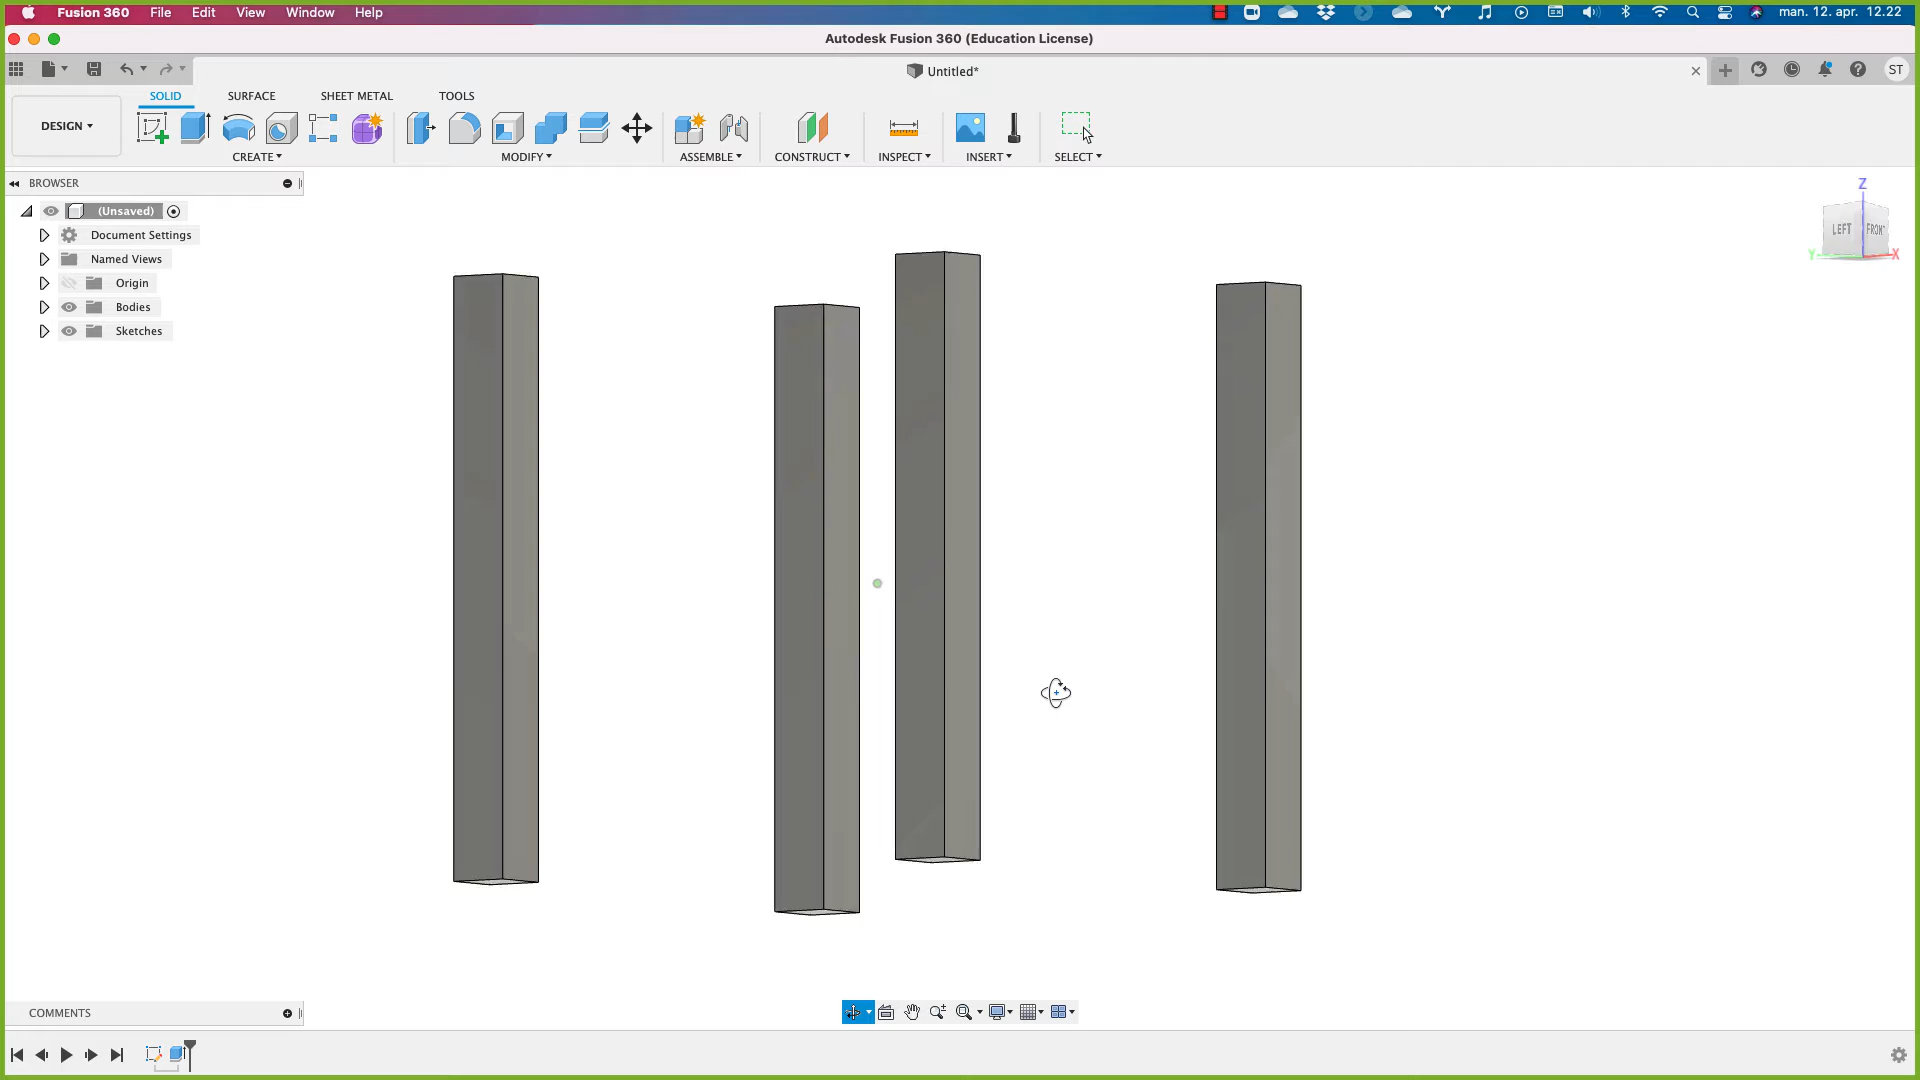 Fusion 360 File Edit View Window Help man. 12. apr. 12.22
Autodesk Fusion 360 (Education License)
Untitled*
ST
SOLID SURFACE SHEET METAL TOOLS
DESIGN
CREATE MODIFY ASSEMBLE CONSTRUCT INSPECT INSERT SELECT
BROWSER
(Unsaved)
Document Settings
Named Views
Origin
Bodies
Sketches
Z
LEFT FRONT
Y X
COMMENTS